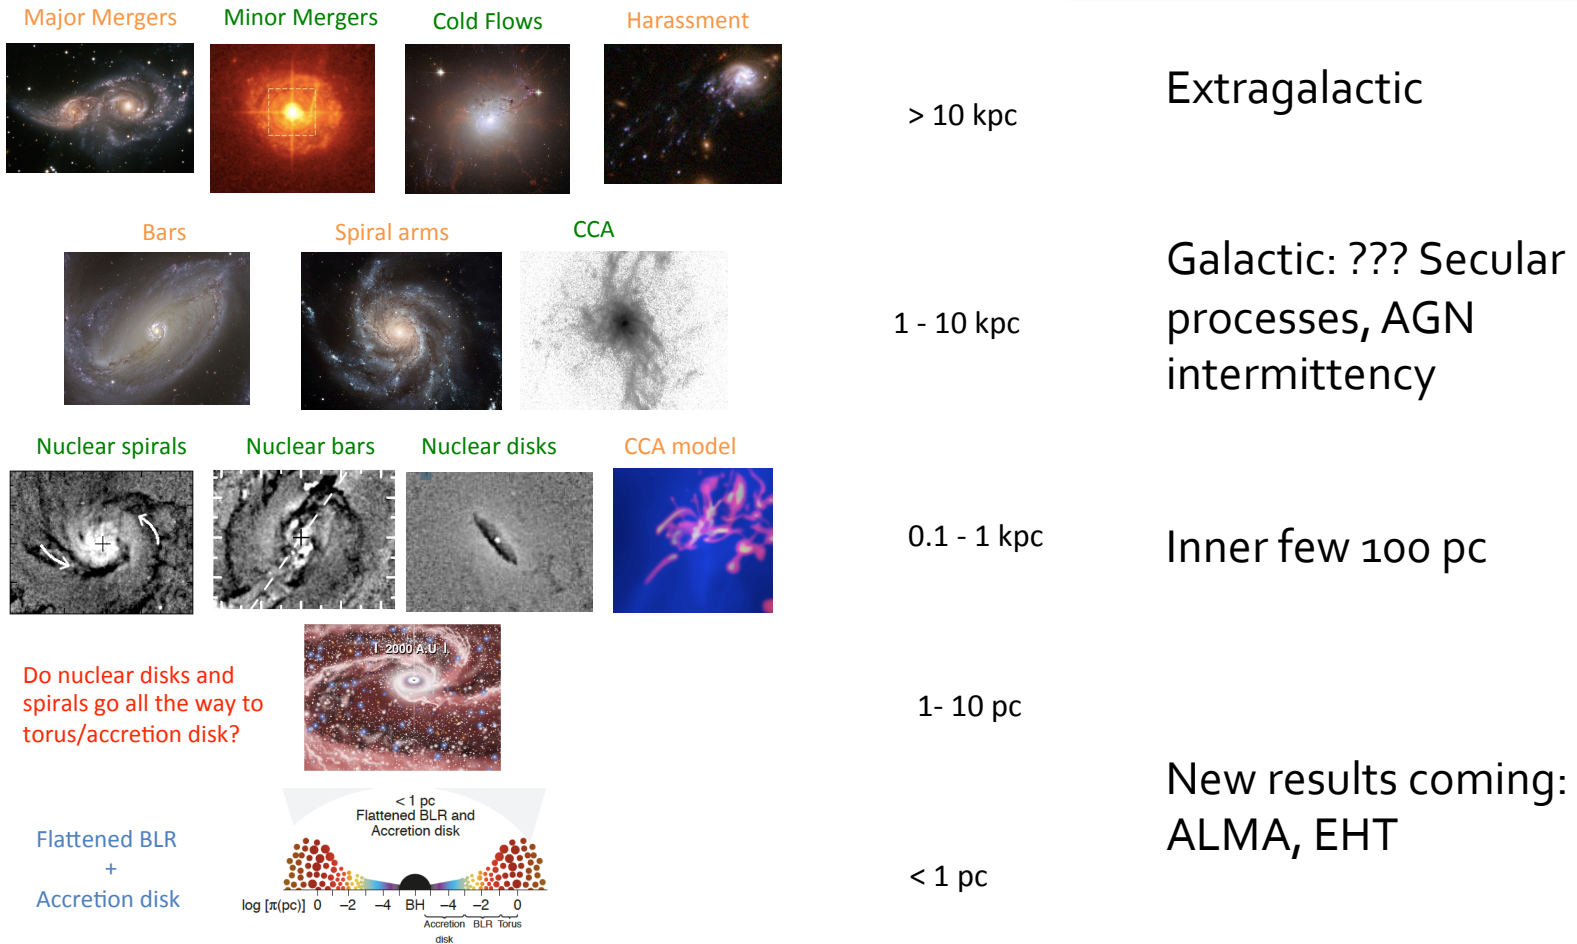 Major Mergers
Minor Mergers
Cold Flows
Harassment
> 10 kpc
Extragalactic
Bars
Spiral arms
CCA
1 - 10 kpc
Galactic: ??? Secular
processes, AGN
intermittency
Nuclear spirals
Nuclear bars
Nuclear disks
CCA model
0.1 - 1 kpc
Inner few 100 pc
2000 A.U
Do nuclear disks and
spirals go all the way to
torus/accretion disk?
1- 10 pc
New results coming:
ALMA, EHT
< 1 pc
Flattened BLR and
Accretion disk
Flattened BLR
+
Accretion disk
< 1 pc
log [π(pc)] 0 –2 –4 BH –4 –2 0
Accretion BLR Torus
disk